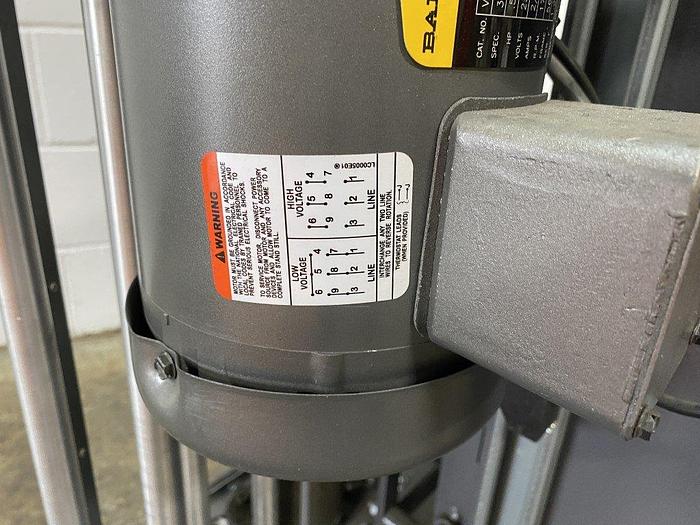 WARNING
MOTOR MUST BE GROUNDED IN ACCORDANCE
WITH THE NATIONAL ELECTRICAL CODE AND
LOCAL CODES BY TRAINED PERSONNEL TO
PREVENT SERIOUS ELECTRICAL SHOCKS.
TO SERVICE MOTOR, DISCONNECT POWER
SOURCE FROM MOTOR AND ANY ACCESSORY
DEVICES AND ALLOW MOTOR TO COME TO A
COMPLETE STAND STILL.
LOW
VOLTAGE
6 5 4
9 8 7
3 2 1
LINE
HIGH
VOLTAGE
6 5 4
9 8 7
3 2 1
LINE
LC0005E01
INTERCHANGE ANY TWO LINE
WIRES TO REVERSE ROTATION.
THERMOSTAT LEADS J
(WHEN PROVIDED) J
CAT. NO.
SPEC.
HP
VOLTS
AMPS
R.P.M.